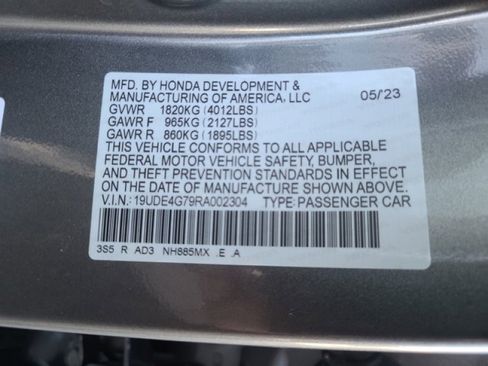 MFD. BY HONDA DEVELOPMENT &
MANUFACTURING OF AMERICA, LLC 05/23
GVWR 1820KG (4012LBS)
GAWR F 965KG (2127LBS)
GAWR R 860KG (1895LBS)
THIS VEHICLE CONFORMS TO ALL APPLICABLE
FEDERAL MOTOR VEHICLE SAFETY, BUMPER,
AND THEFT PREVENTION STANDARDS IN EFFECT
ON THE DATE OF MANUFACTURE SHOWN ABOVE.
V.I.N.: 19UDE4G79RA002304 TYPE: PASSENGER CAR
3S5 R AD3 NH885MX .E .A